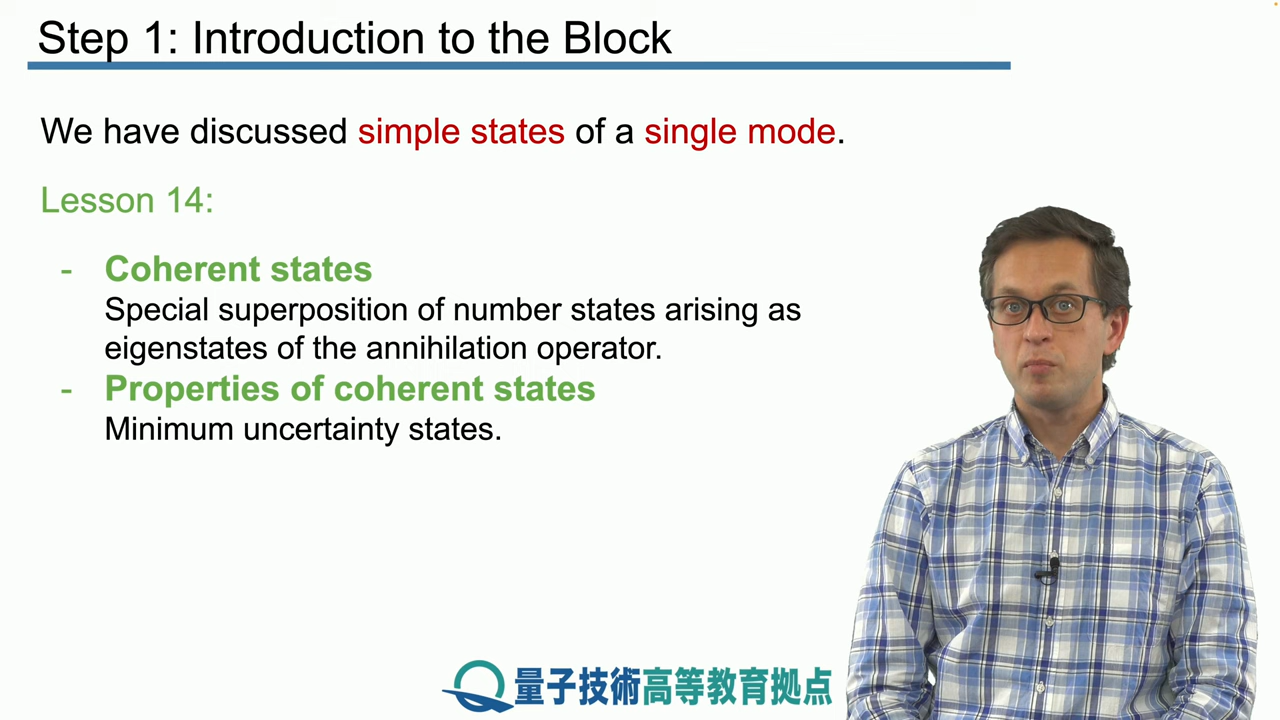 Step 1: Introduction to the Block
We have discussed simple states of a single mode.
Lesson 14:
- Coherent states
Special superposition of number states arising as
eigenstates of the annihilation operator.
- Properties of coherent states
Minimum uncertainty states.
量子技術高等教育拠点